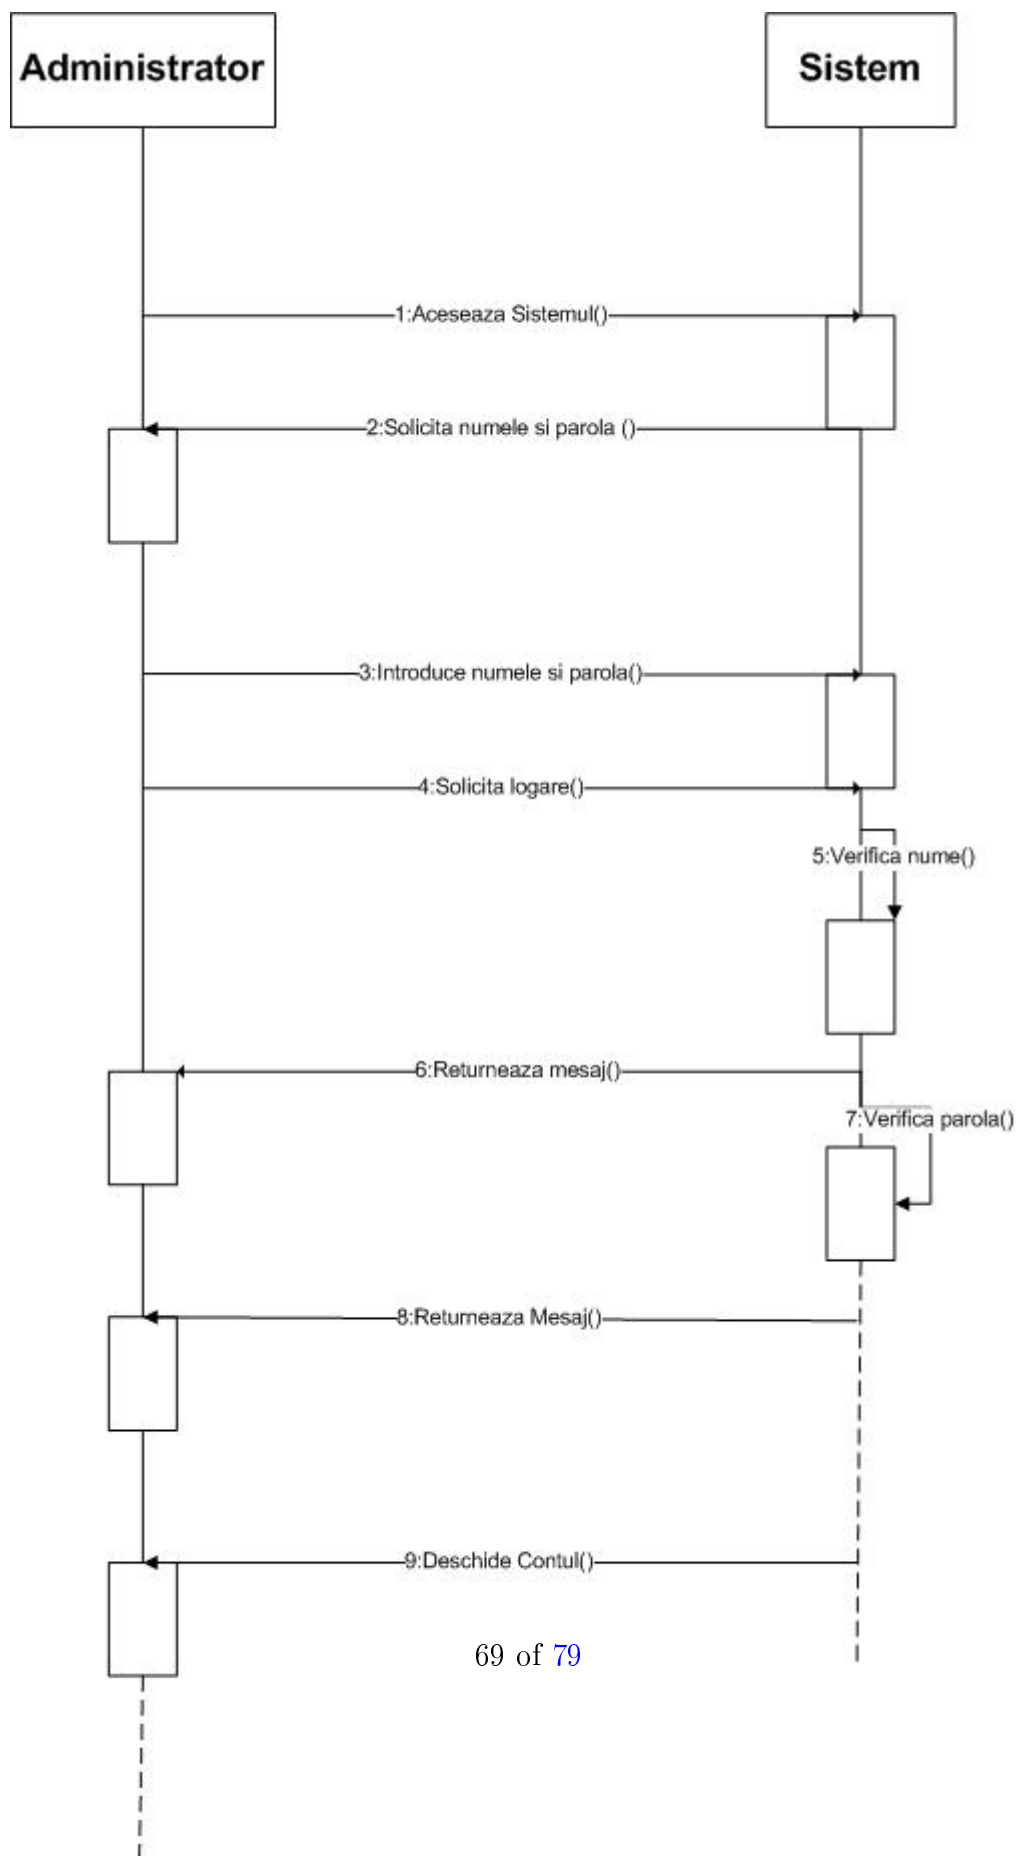 Administrator
Sistem
1:Aceseaza Sistemul()
2:Solicita numele si parola ()
3:Introduce numele si parola()
4:Solicita logare()
5:Verifica nume()
6:Returneaza mesaj()
7:Verifica parola()
8:Returneaza Mesaj()
9:Deschide Contul()
69 of 79